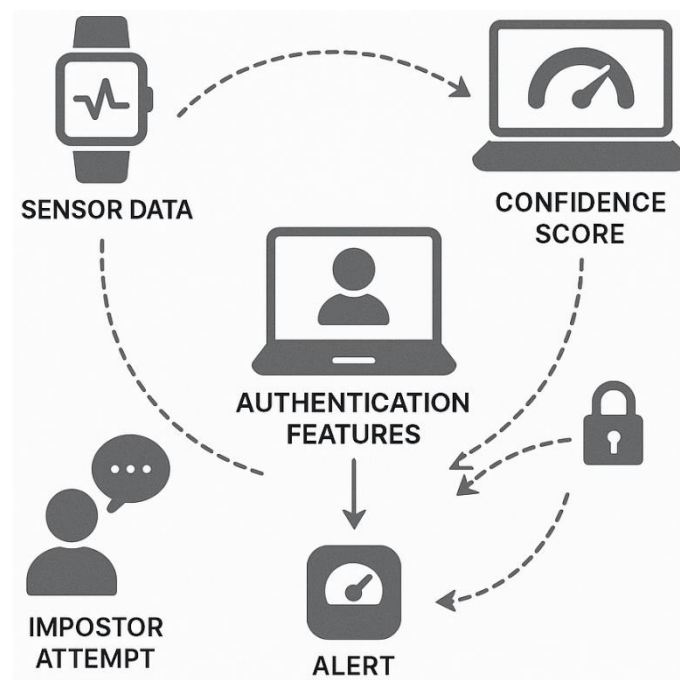 SENSOR DATA
CONFIDENCE
SCORE
AUTHENTICATION
FEATURES
IMPOSTOR
ATTEMPT
ALERT